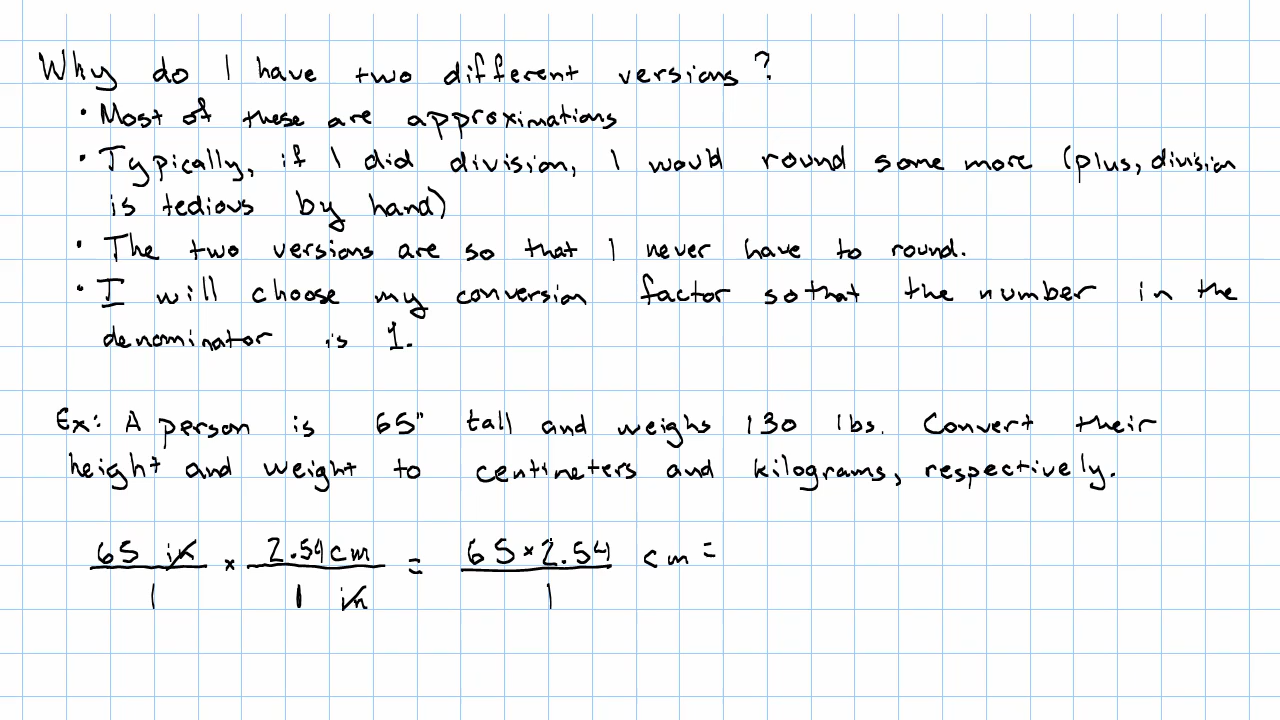 Why do I have two different versions?
• Most of these are approximations
• Typically, if I did division, I would round some more (plus, division
is tedious by hand)
• The two versions are so that I never have to round.
• I will choose my conversion factor so that the number in the
denominator is 1.
Ex: A person is 65" tall and weighs 130 lbs. Convert their
height and weight to centimeters and kilograms, respectively.
65 in / 1 × 2.54 cm / 1 in = 65 × 2.54 / 1 cm =